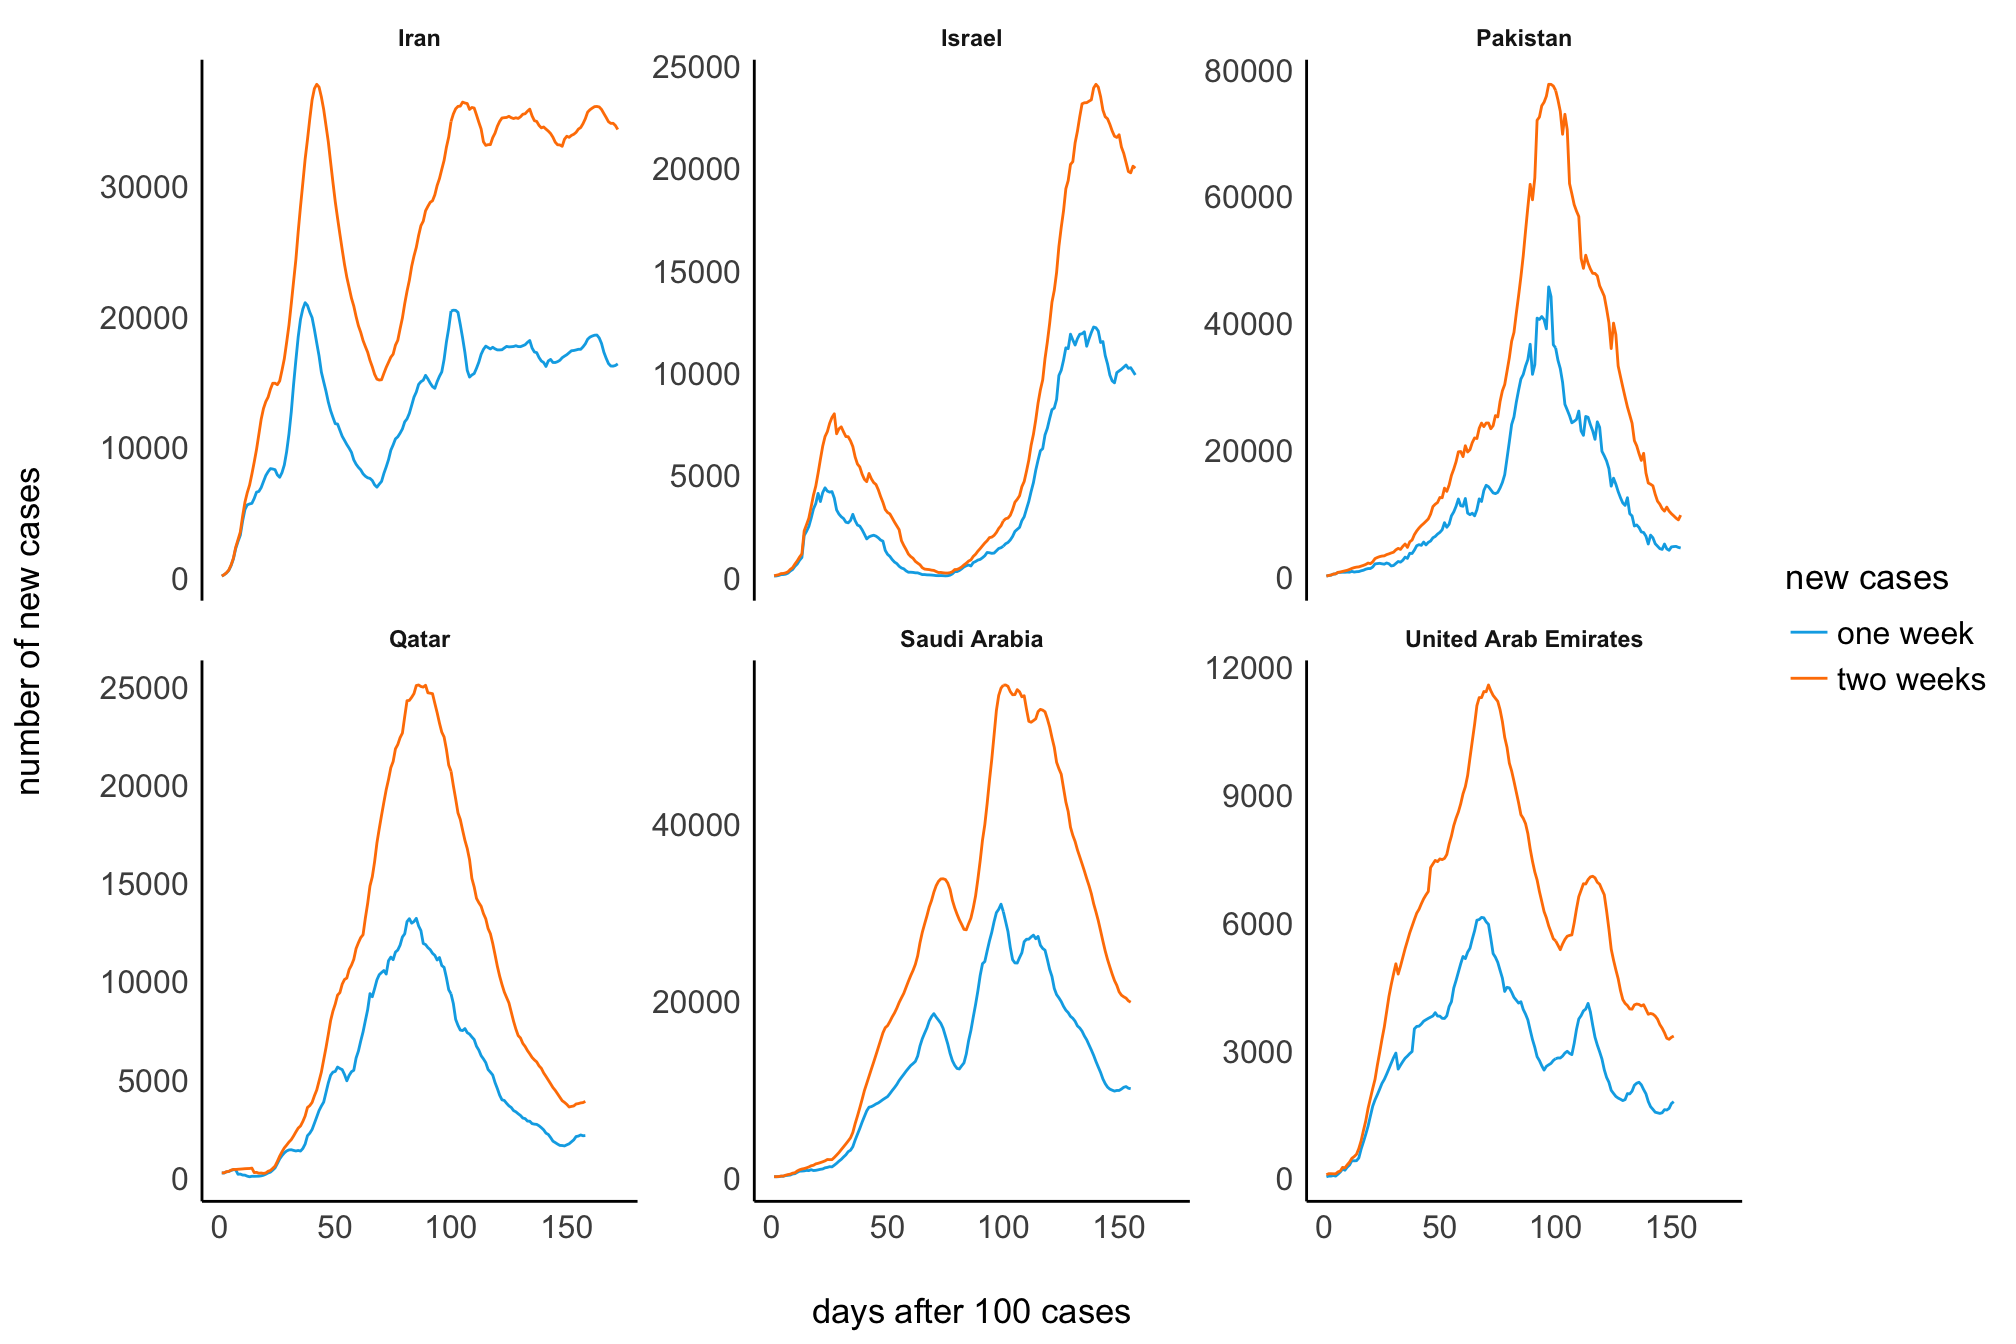 Iran
Israel
Pakistan
30000
20000
10000
0
25000
20000
15000
10000
5000
0
80000
60000
40000
20000
0
Qatar
Saudi Arabia
United Arab Emirates
25000
20000
15000
10000
5000
0
40000
20000
0
12000
9000
6000
3000
0
0 50 100 150
0 50 100 150
0 50 100 150
number of new cases
days after 100 cases
new cases
one week
two weeks